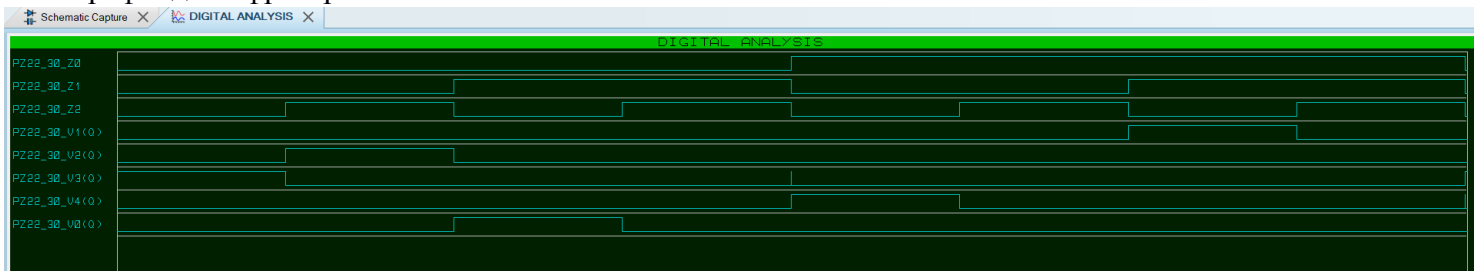 Schematic Capture X DIGITAL ANALYSIS X
DIGITAL ANALYSIS
PZ22_30_Z0
PZ22_30_Z1
PZ22_30_Z2
PZ22_30_V1(Q)
PZ22_30_V2(Q)
PZ22_30_V3(Q)
PZ22_30_V4(Q)
PZ22_30_V0(Q)